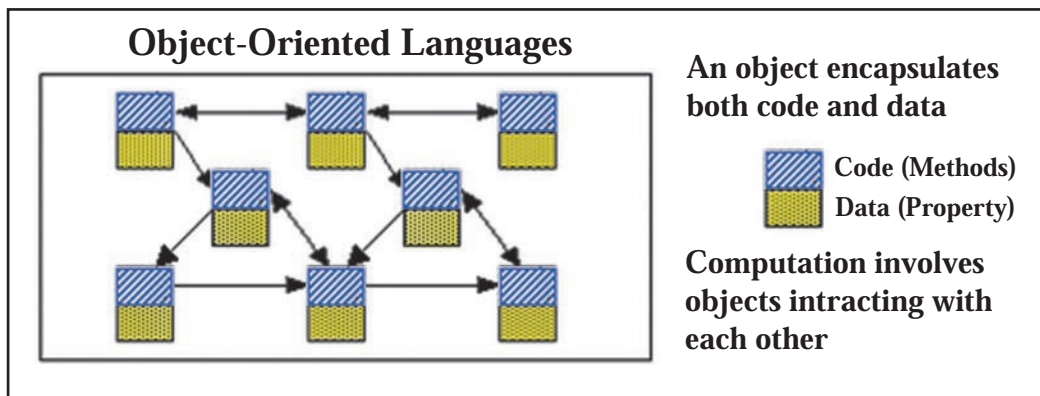 Object-Oriented Languages
An object encapsulates
both code and data
Code (Methods)
Data (Property)
Computation involves
objects intracting with
each other